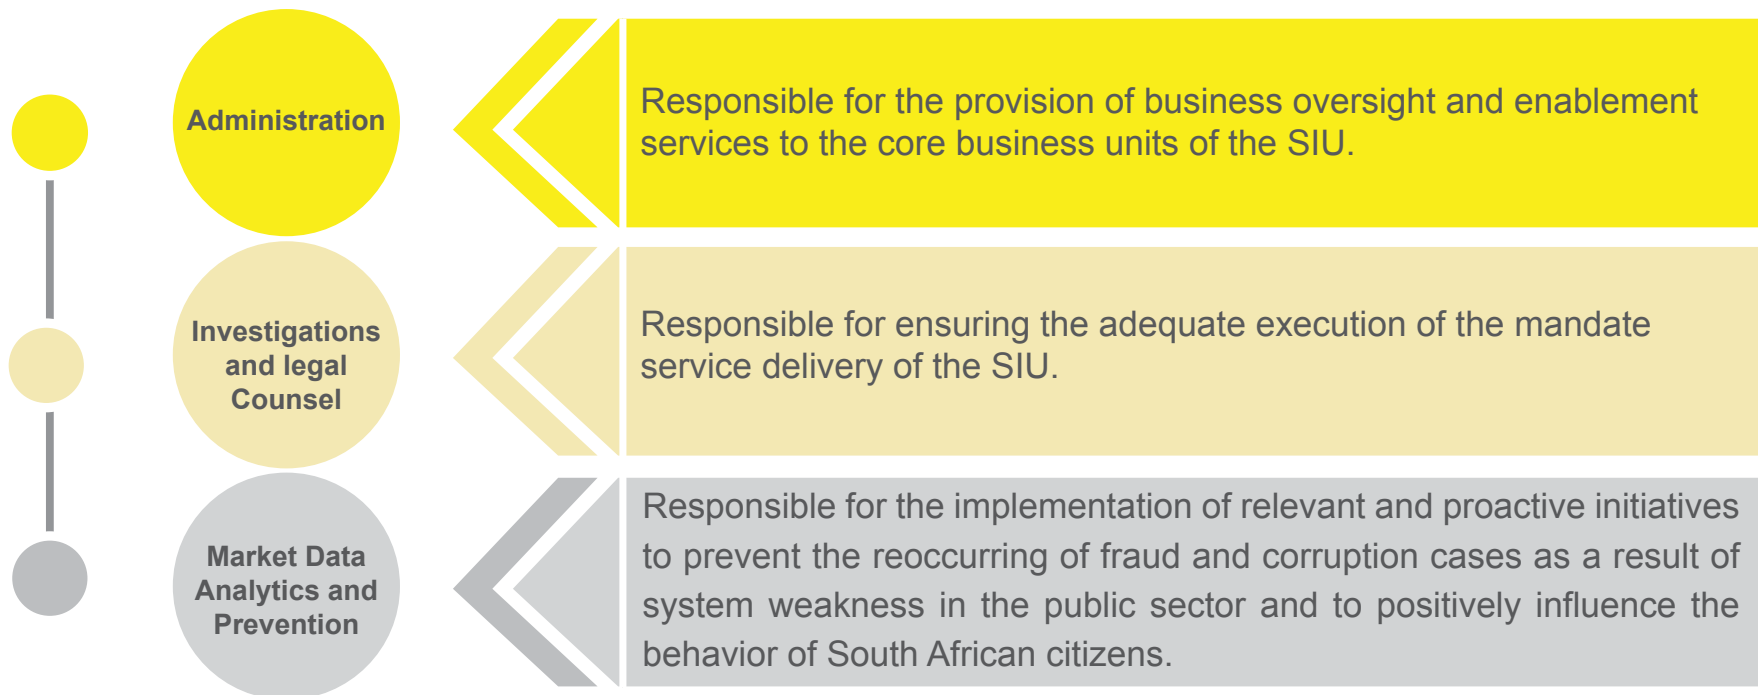 Administration
Responsible for the provision of business oversight and enablement
services to the core business units of the SIU.
Investigations
and legal
Counsel
Responsible for ensuring the adequate execution of the mandate
service delivery of the SIU.
Market Data
Analytics and
Prevention
Responsible for the implementation of relevant and proactive initiatives
to prevent the reoccurring of fraud and corruption cases as a result of
system weakness in the public sector and to positively influence the
behavior of South African citizens.